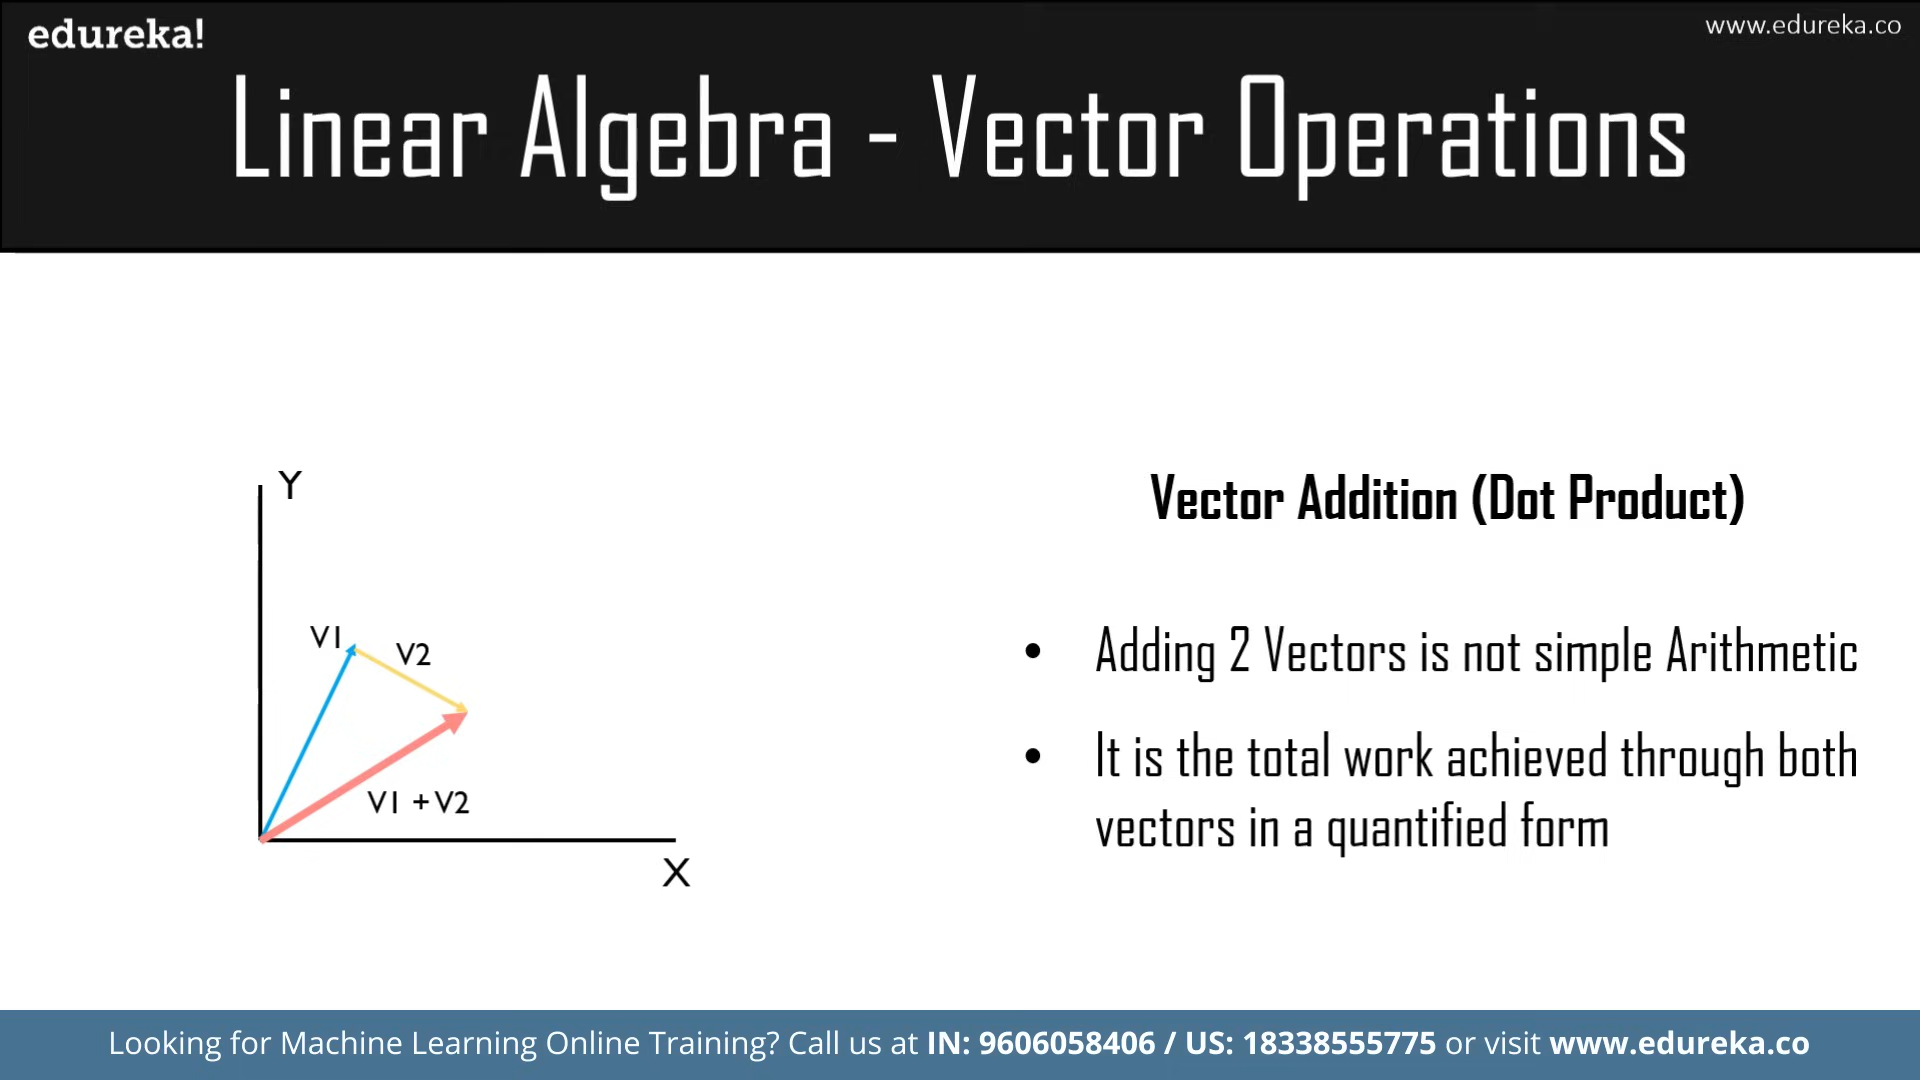 edureka!
www.edureka.co
Linear Algebra - Vector Operations
Y
V1
V2
V1 + V2
X
Vector Addition (Dot Product)
• Adding 2 Vectors is not simple Arithmetic
• It is the total work achieved through both
vectors in a quantified form
Looking for Machine Learning Online Training? Call us at IN: 9606058406 / US: 18338555775 or visit www.edureka.co